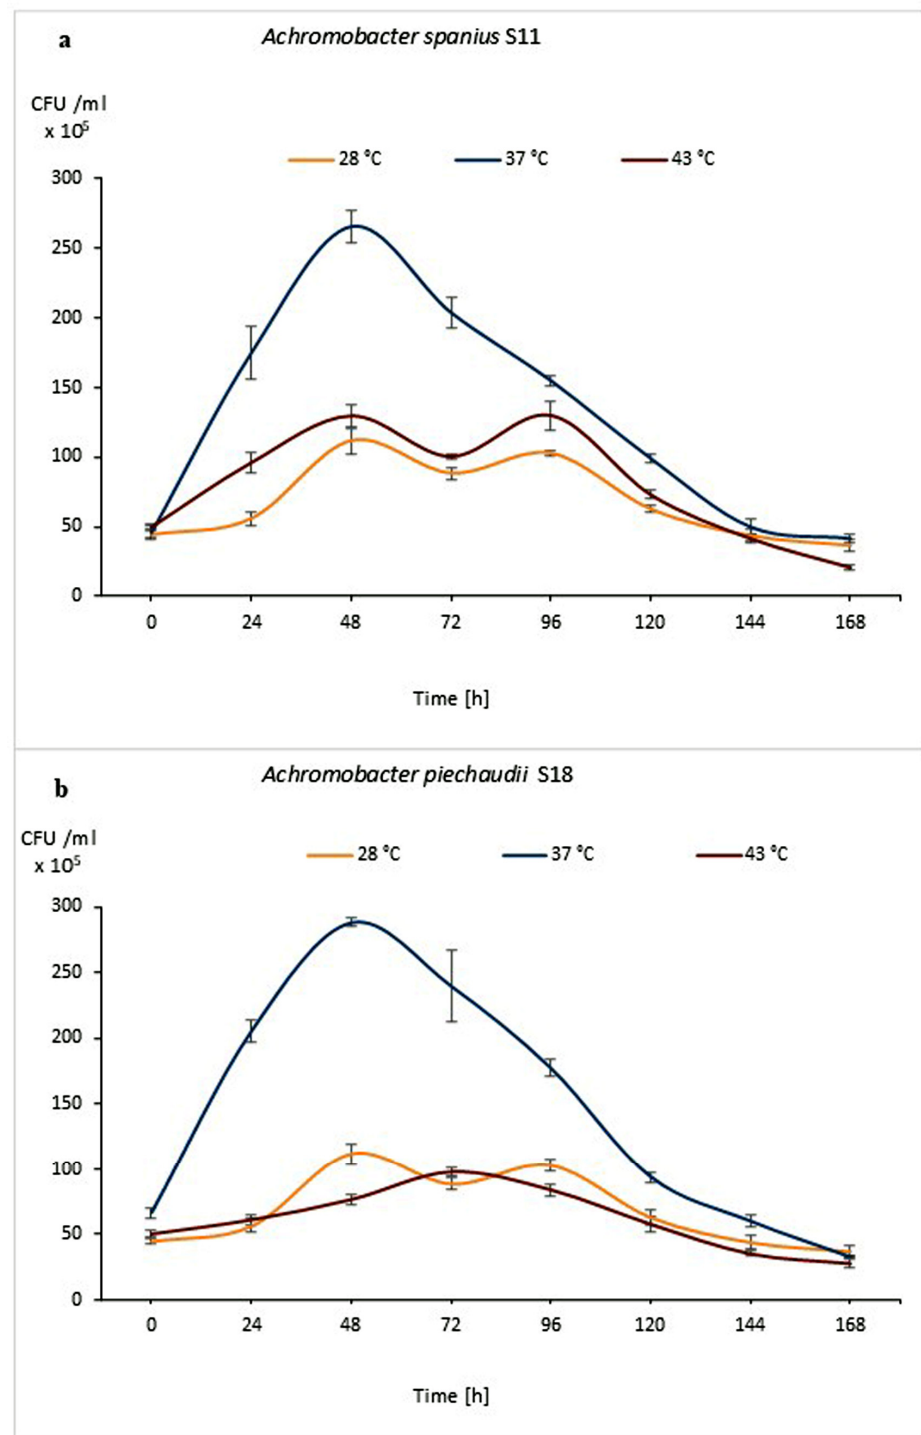 a
Achromobacter spanius S11
CFU /ml
x 10⁵
28 °C 37 °C 43 °C
300
250
200
150
100
50
0
0 24 48 72 96 120 144 168
Time [h]
b
Achromobacter piechaudii S18
CFU /ml
x 10⁵
28 °C 37 °C 43 °C
300
250
200
150
100
50
0
0 24 48 72 96 120 144 168
Time [h]